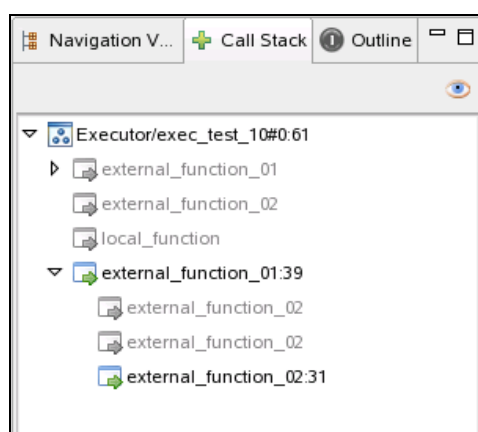 Navigation V... Call Stack Outline
Executor/exec_test_10#0:61
external_function_01
external_function_02
local_function
external_function_01:39
external_function_02
external_function_02
external_function_02:31